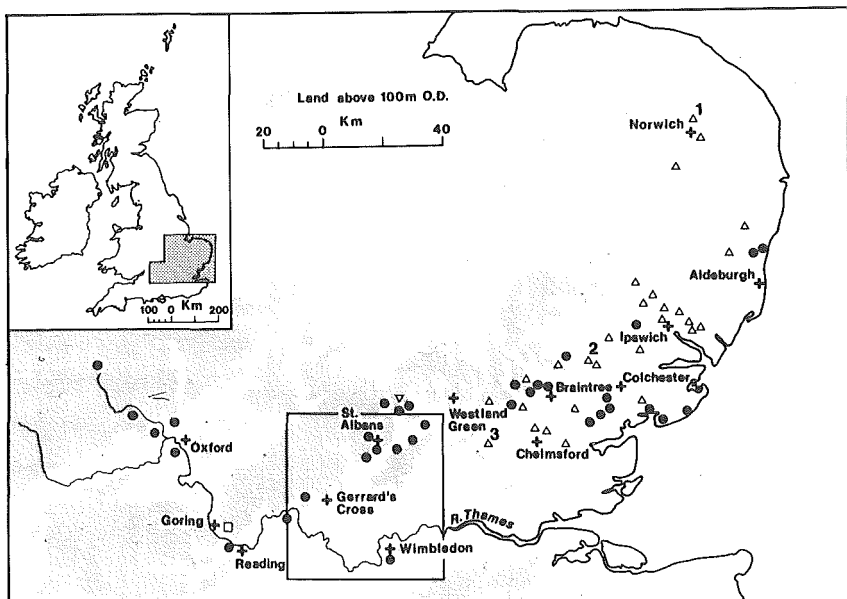 Land above 100m O.D.
Km
20 0 40
1
Norwich
Aldeburgh
Km
100 0 200
Ipswich
2
Colchester
Braintree
Westland
Green
St.
Albans
3
Chelmsford
Oxford
Gerrard's
Cross
R. Thames
Goring
Wimbledon
Reading